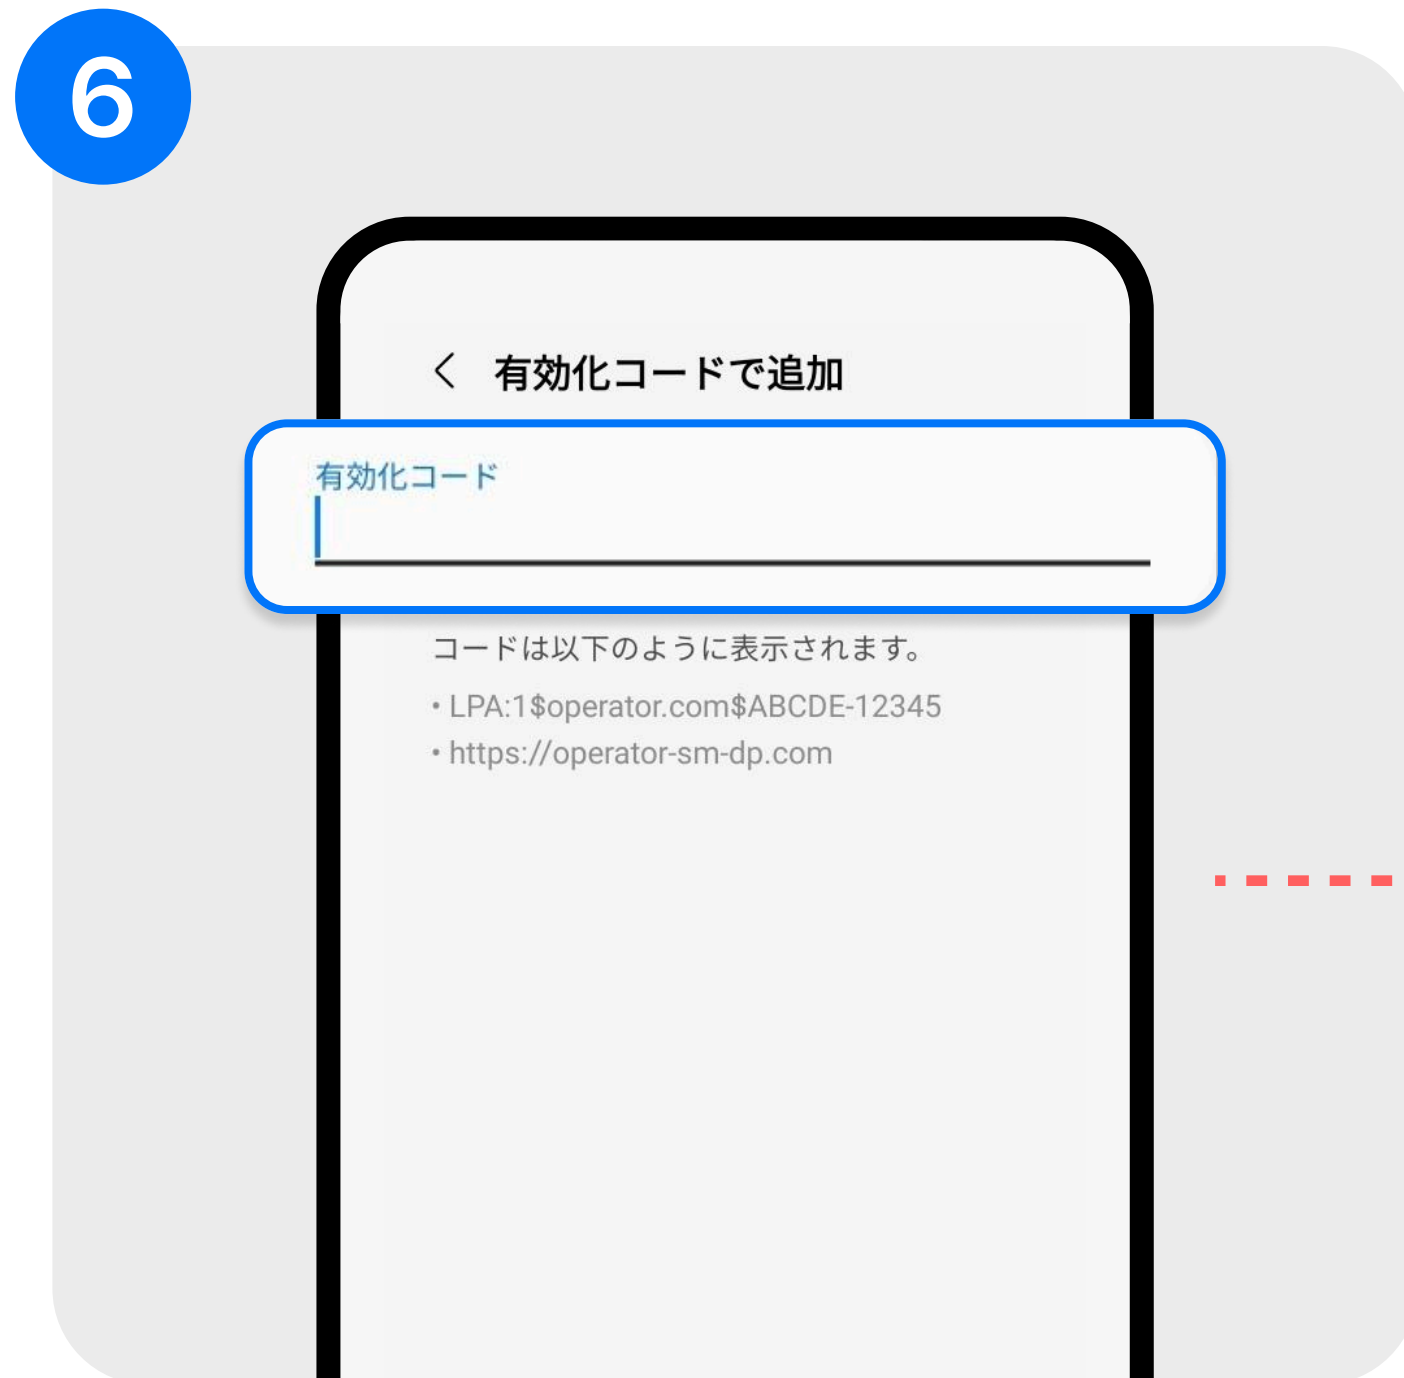 6
有効化コードで追加
有効化コード
コードは以下のように表示されます。
• LPA:1$operator.com$ABCDE-12345
• https://operator-sm-dp.com